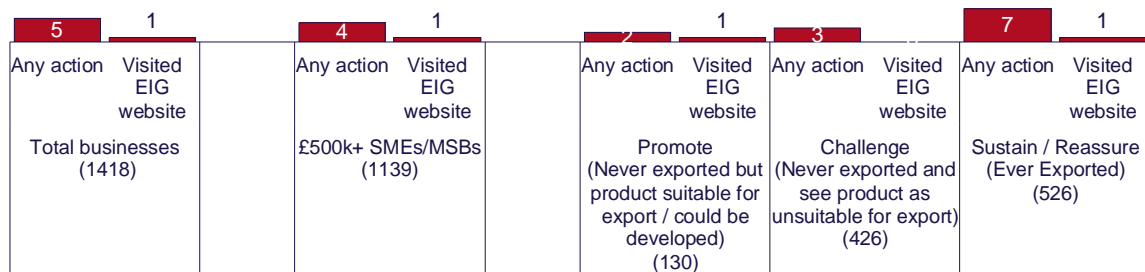 5
1
4
1
2
1
3
7
1
Any action
Visited
EIG
website
Any action
Visited
EIG
website
Any action
Visited
EIG
website
Any action
Visited
EIG
website
Any action
Visited
EIG
website
Total businesses
(1418)
£500k+ SMEs/MSBs
(1139)
Promote
(Never exported but
product suitable for
export / could be
developed)
(130)
Challenge
(Never exported and
see product as
unsuitable for export)
(426)
Sustain / Reassure
(Ever Exported)
(526)